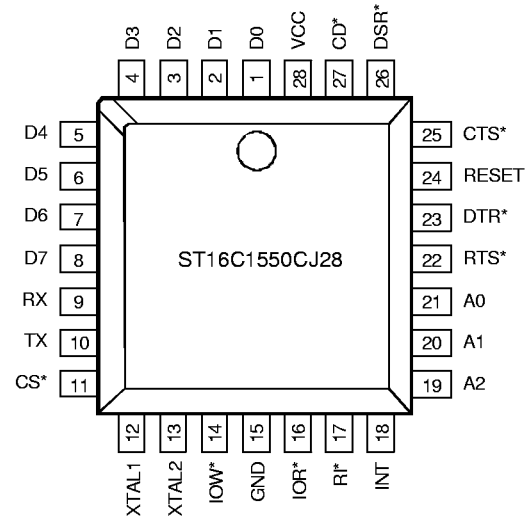 D3 D2 D1 D0 VCC CD* DSR*
4 3 2 1 28 27 26
D4 5 25 CTS*
D5 6 24 RESET
D6 7 23 DTR*
D7 8 ST16C1550CJ28 22 RTS*
RX 9 21 A0
TX 10 20 A1
CS* 11 19 A2
12 13 14 15 16 17 18
XTAL1 XTAL2 IOW* GND IOR* RI* INT